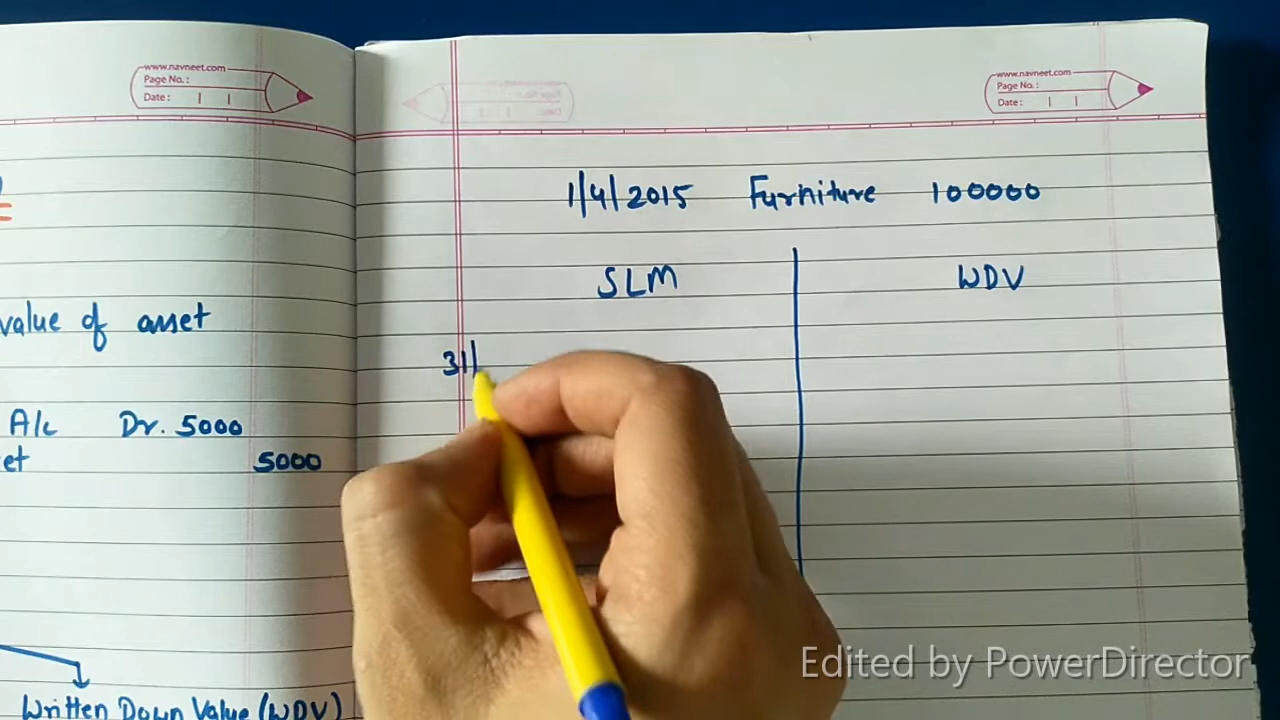 www.navneet.com
Page No. :
Date :
value of asset
A/c Dr. 5000
et 5000
Written Down Value (WDV)
www.navneet.com
Page No. :
Date :
1/4/2015 Furniture 100000
SLM WDV
31/
Edited by PowerDirector